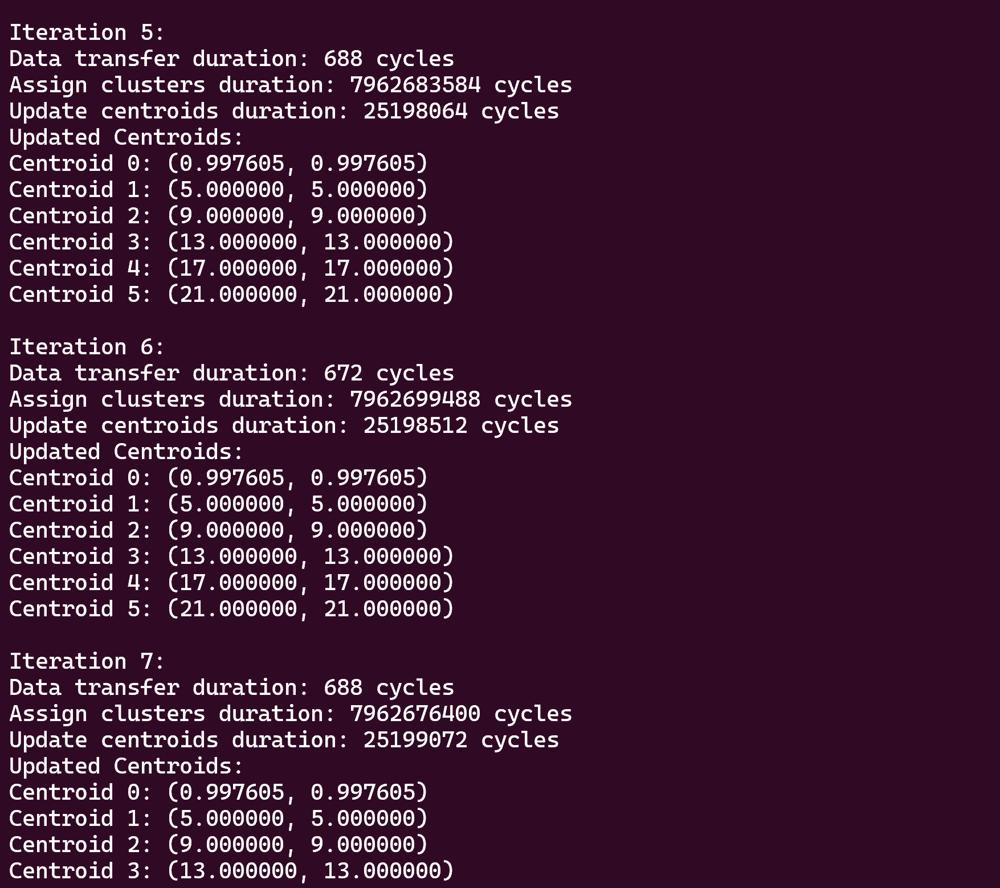 Iteration 5:
Data transfer duration: 688 cycles
Assign clusters duration: 7962683584 cycles
Update centroids duration: 25198064 cycles
Updated Centroids:
Centroid 0: (0.997605, 0.997605)
Centroid 1: (5.000000, 5.000000)
Centroid 2: (9.000000, 9.000000)
Centroid 3: (13.000000, 13.000000)
Centroid 4: (17.000000, 17.000000)
Centroid 5: (21.000000, 21.000000)

Iteration 6:
Data transfer duration: 672 cycles
Assign clusters duration: 7962699488 cycles
Update centroids duration: 25198512 cycles
Updated Centroids:
Centroid 0: (0.997605, 0.997605)
Centroid 1: (5.000000, 5.000000)
Centroid 2: (9.000000, 9.000000)
Centroid 3: (13.000000, 13.000000)
Centroid 4: (17.000000, 17.000000)
Centroid 5: (21.000000, 21.000000)

Iteration 7:
Data transfer duration: 688 cycles
Assign clusters duration: 7962676400 cycles
Update centroids duration: 25199072 cycles
Updated Centroids:
Centroid 0: (0.997605, 0.997605)
Centroid 1: (5.000000, 5.000000)
Centroid 2: (9.000000, 9.000000)
Centroid 3: (13.000000, 13.000000)